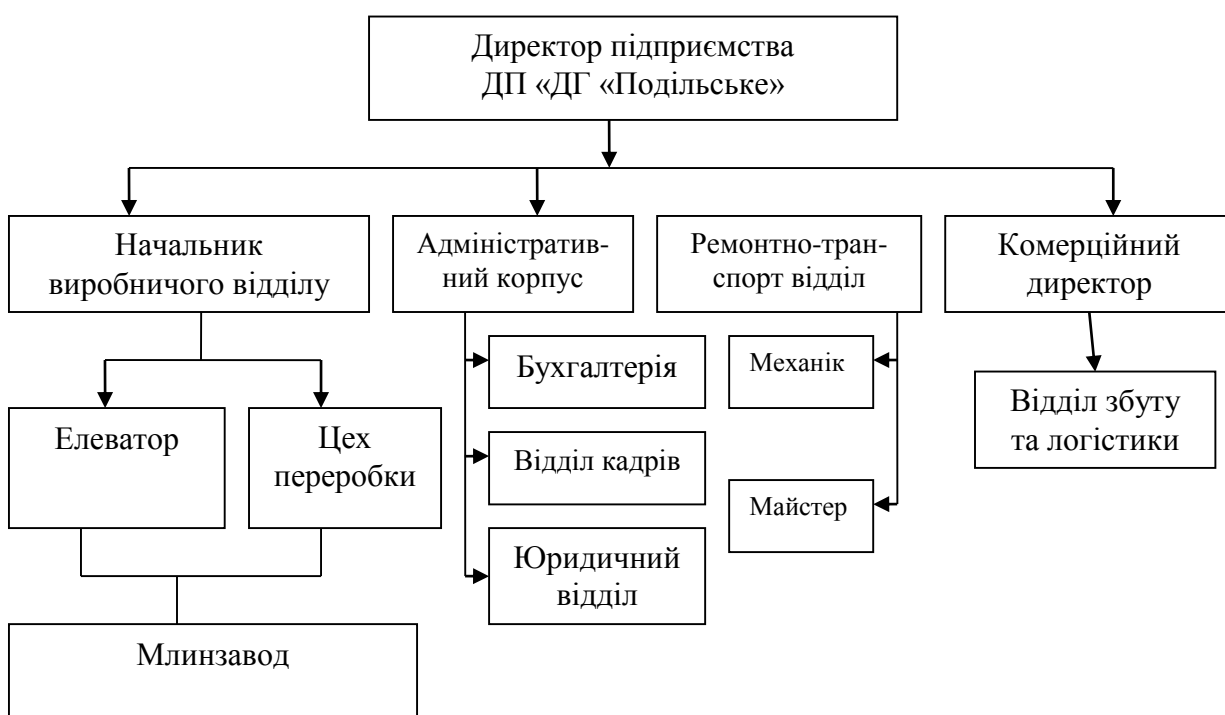 Директор підприємства
ДП «ДГ «Подільське»
Начальник
виробничого відділу
Адміністратив-
ний корпус
Ремонтно-тран-
спорт відділ
Комерційний
директор
Бухгалтерія
Механік
Елеватор
Цех
переробки
Відділ збуту
та логістики
Відділ кадрів
Майстер
Юридичний
відділ
Млинзавод